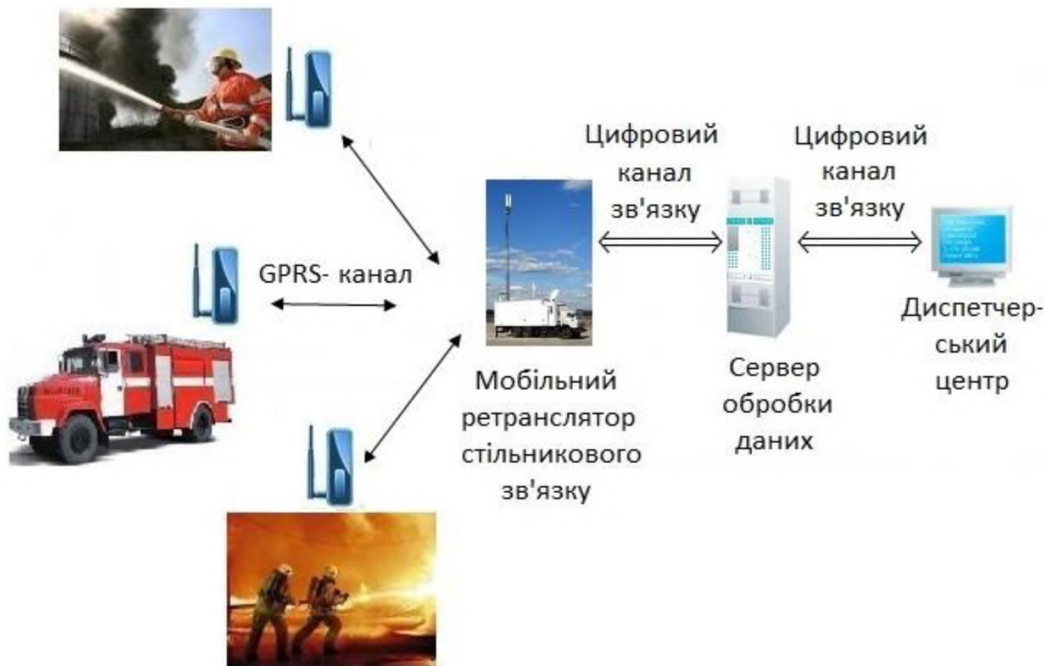 Цифровий
канал
зв'язку
Цифровий
канал
зв'язку
GPRS- канал
Мобільний
ретранслятор
стільникового
зв'язку
Сервер
обробки
даних
Диспетчер-
ський
центр